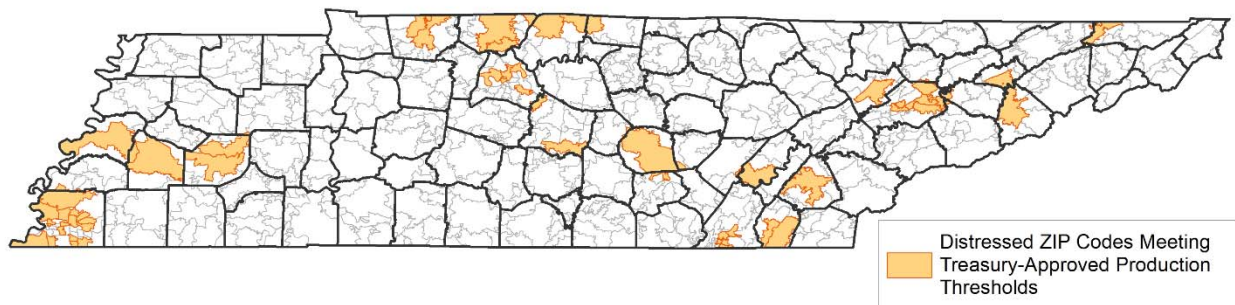 Distressed ZIP Codes Meeting
Treasury-Approved Production
Thresholds